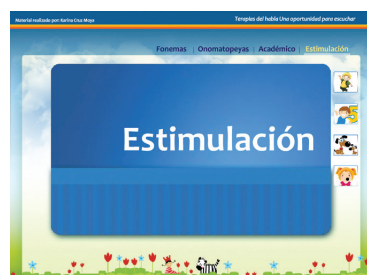 Material realizado por: Karina Cruz Moya
Terapias del habla Una oportunidad para escuchar
Fonemas | Onomatopeyas | Académico | Estimulación
Estimulación